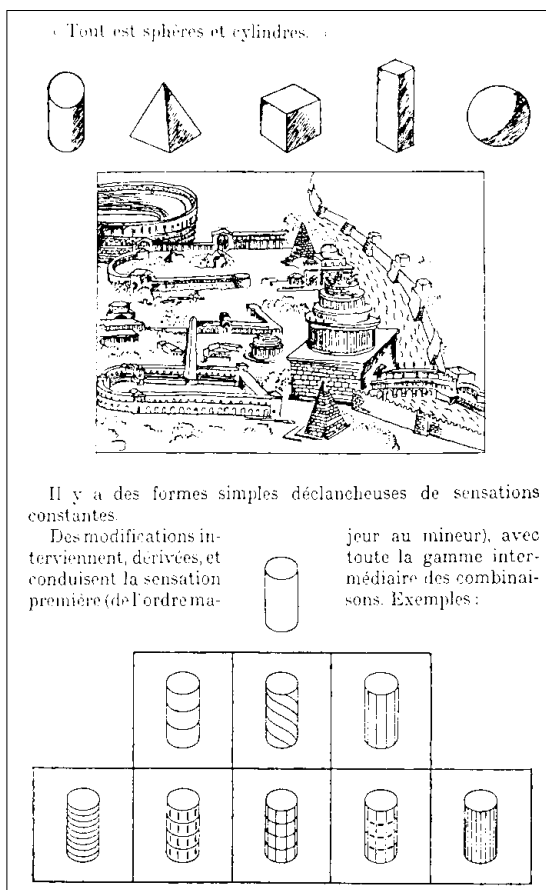 « Tout est sphères et cylindres. »
Il y a des formes simples déclancheuses de sensations
constantes.
Des modifications in-
terviennent, dérivées, et
conduisent la sensation
première (de l'ordre ma-
jeur au mineur), avec
toute la gamme inter-
médiaire des combinai-
sons. Exemples :